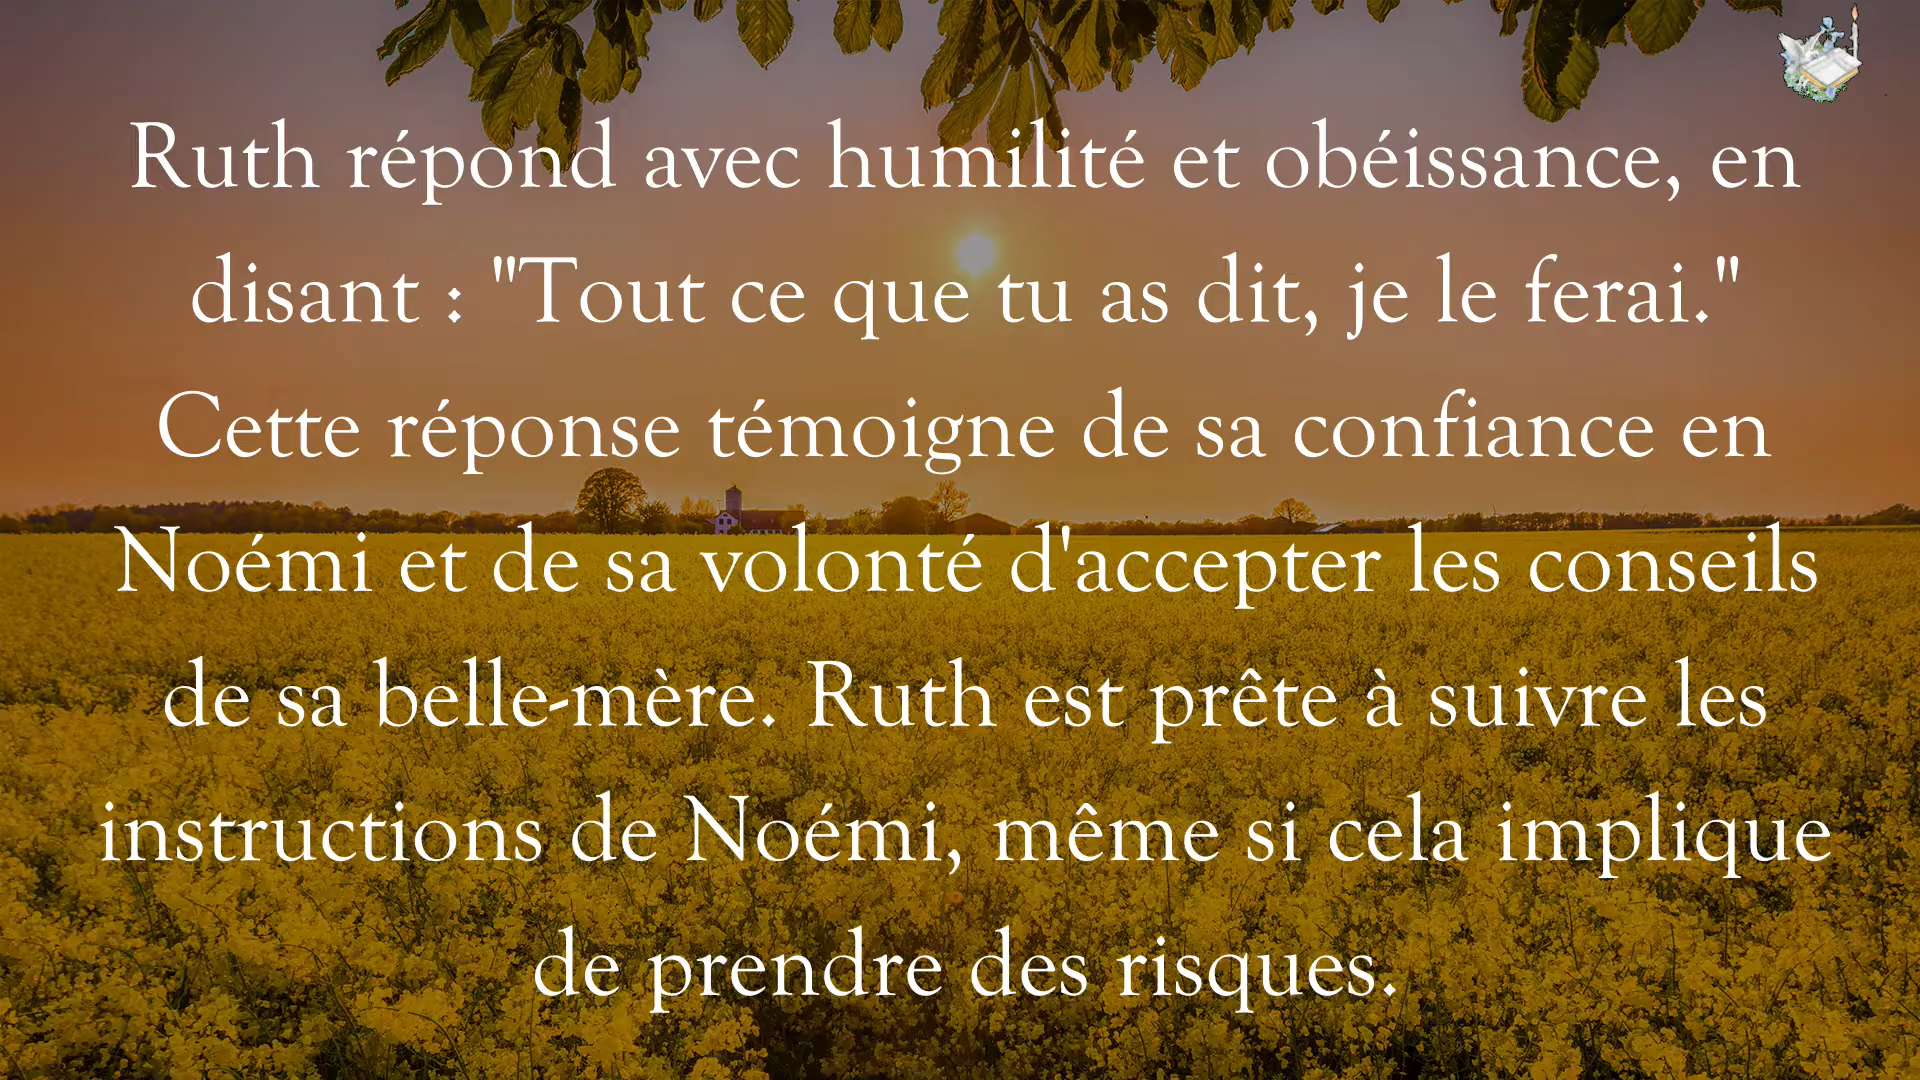 Ruth répond avec humilité et obéissance, en
disant : "Tout ce que tu as dit, je le ferai."
Cette réponse témoigne de sa confiance en
Noémi et de sa volonté d'accepter les conseils
de sa belle-mère. Ruth est prête à suivre les
instructions de Noémi, même si cela implique
de prendre des risques.